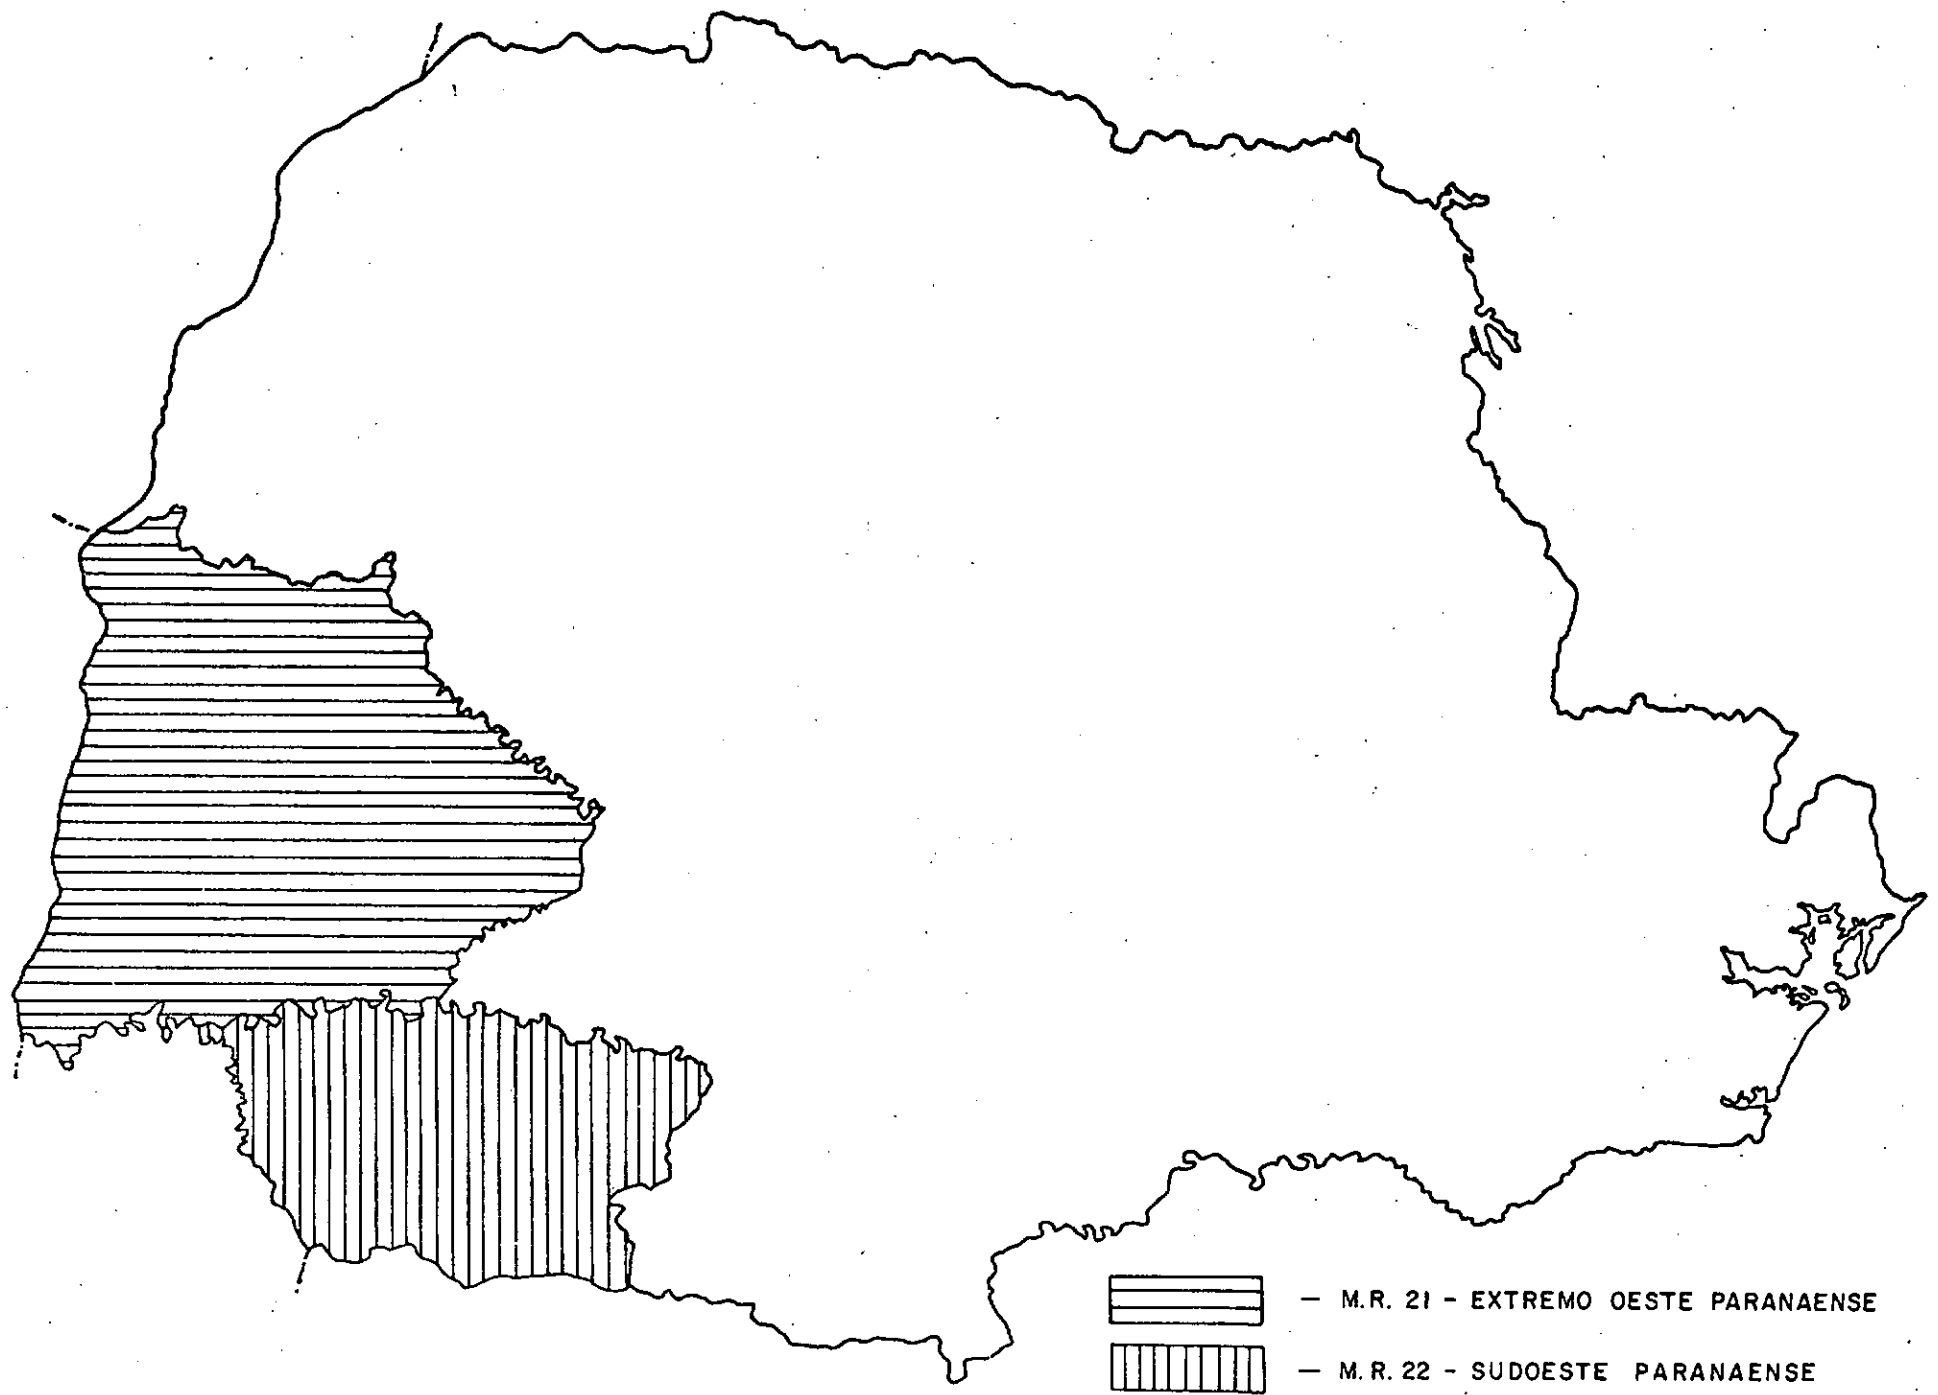 — M.R. 21 - EXTREMO OESTE PARANAENSE
— M.R. 22 - SUDOESTE PARANAENSE